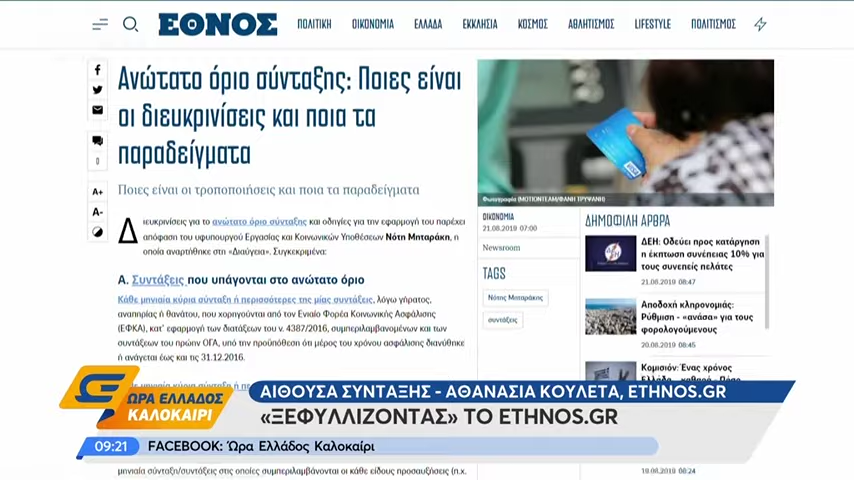 ΕΘΝΟΣ
ΠΟΛΙΤΙΚΗ ΟΙΚΟΝΟΜΙΑ ΕΛΛΑΔΑ ΕΚΚΛΗΣΙΑ ΚΟΣΜΟΣ ΑΘΛΗΤΙΣΜΟΣ LIFESTYLE ΠΟΛΙΤΙΣΜΟΣ
Ανώτατο όριο σύνταξης: Ποιες είναι
οι διευκρινίσεις και ποια τα
παραδείγματα
Ποιες είναι οι τροποποιήσεις και ποια τα παραδείγματα
0
A+
A-
Διευκρινίσεις για το ανώτατο όριο σύνταξης και οδηγίες για την εφαρμογή του παρέχει
απόφαση του υφυπουργού Εργασίας και Κοινωνικών Υποθέσεων Νότη Μηταράκη, η
οποία αναρτήθηκε στη «Διαύγεια». Συγκεκριμένα:
Α. Συντάξεις που υπάγονται στο ανώτατο όριο
Κάθε μηνιαία κύρια σύνταξη ή περισσότερες της μίας συντάξεις, λόγω γήρατος,
αναπηρίας ή θανάτου, που χορηγούνται από τον Ενιαίο Φορέα Κοινωνικής Ασφάλισης
(ΕΦΚΑ), κατ' εφαρμογή των διατάξεων του ν. 4387/2016, συμπεριλαμβανομένων και των
συντάξεων του πρώην ΟΓΑ, υπό την προϋπόθεση ότι μέρος του χρόνου ασφάλισης διανύθηκε
ή ανάγεται έως και τις 31.12.2016.
μηνιαία σύνταξη/συντάξεις στις οποίες συμπεριλαμβάνονται οι κάθε είδους προσαυξήσεις (π.χ.
VISA
Φωτογραφία (MOTIONTEAM/ΦΑΝΗ ΤΡΥΨΑΝΗ)
ΟΙΚΟΝΟΜΙΑ
21.08.2019 07:00
Newsroom
TAGS
Νότης Μηταράκης
συντάξεις
ΔΗΜΟΦΙΛΗ ΑΡΘΡΑ
ΔΕΗ: Οδεύει προς κατάργηση
η έκπτωση συνέπειας 10% για
τους συνεπείς πελάτες
21.08.2019 08:47
Αποδοχή κληρονομιάς:
Ρύθμιση - «ανάσα» για τους
φορολογούμενους
20.08.2019 08:45
Κομισιόν: Ένας χρόνος
19.08.2019 08:24
ΩΡΑ ΕΛΛΑΔΟΣ
ΚΑΛΟΚΑΙΡΙ
ΑΙΘΟΥΣΑ ΣΥΝΤΑΞΗΣ - ΑΘΑΝΑΣΙΑ ΚΟΥΛΕΤΑ, ETHNOS.GR
«ΞΕΦΥΛΛΙΖΟΝΤΑΣ» ΤΟ ETHNOS.GR
09:21 FACEBOOK: Ώρα Ελλάδος Καλοκαίρι